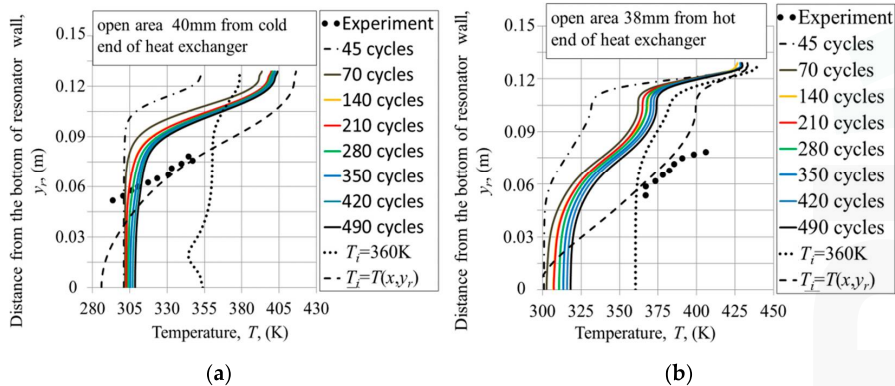 open area 40mm from cold
end of heat exchanger
Distance from the bottom of resonator wall,
yr, (m)
0.15
0.12
0.09
0.06
0.03
0
280 305 330 355 380 405 430
Temperature, T, (K)
Experiment
45 cycles
70 cycles
140 cycles
210 cycles
280 cycles
350 cycles
420 cycles
490 cycles
Ti=360K
Ti=T(x,yr)
(a)
open area 38mm from hot
end of heat exchanger
Distance from the bottom of resonator wall,
yr, (m)
0.15
0.12
0.09
0.06
0.03
0
300 325 350 375 400 425 450
Temperature, T, (K)
Experiment
45 cycles
70 cycles
140 cycles
210 cycles
280 cycles
350 cycles
420 cycles
490 cycles
Ti=360K
Ti=T(x,yr)
(b)